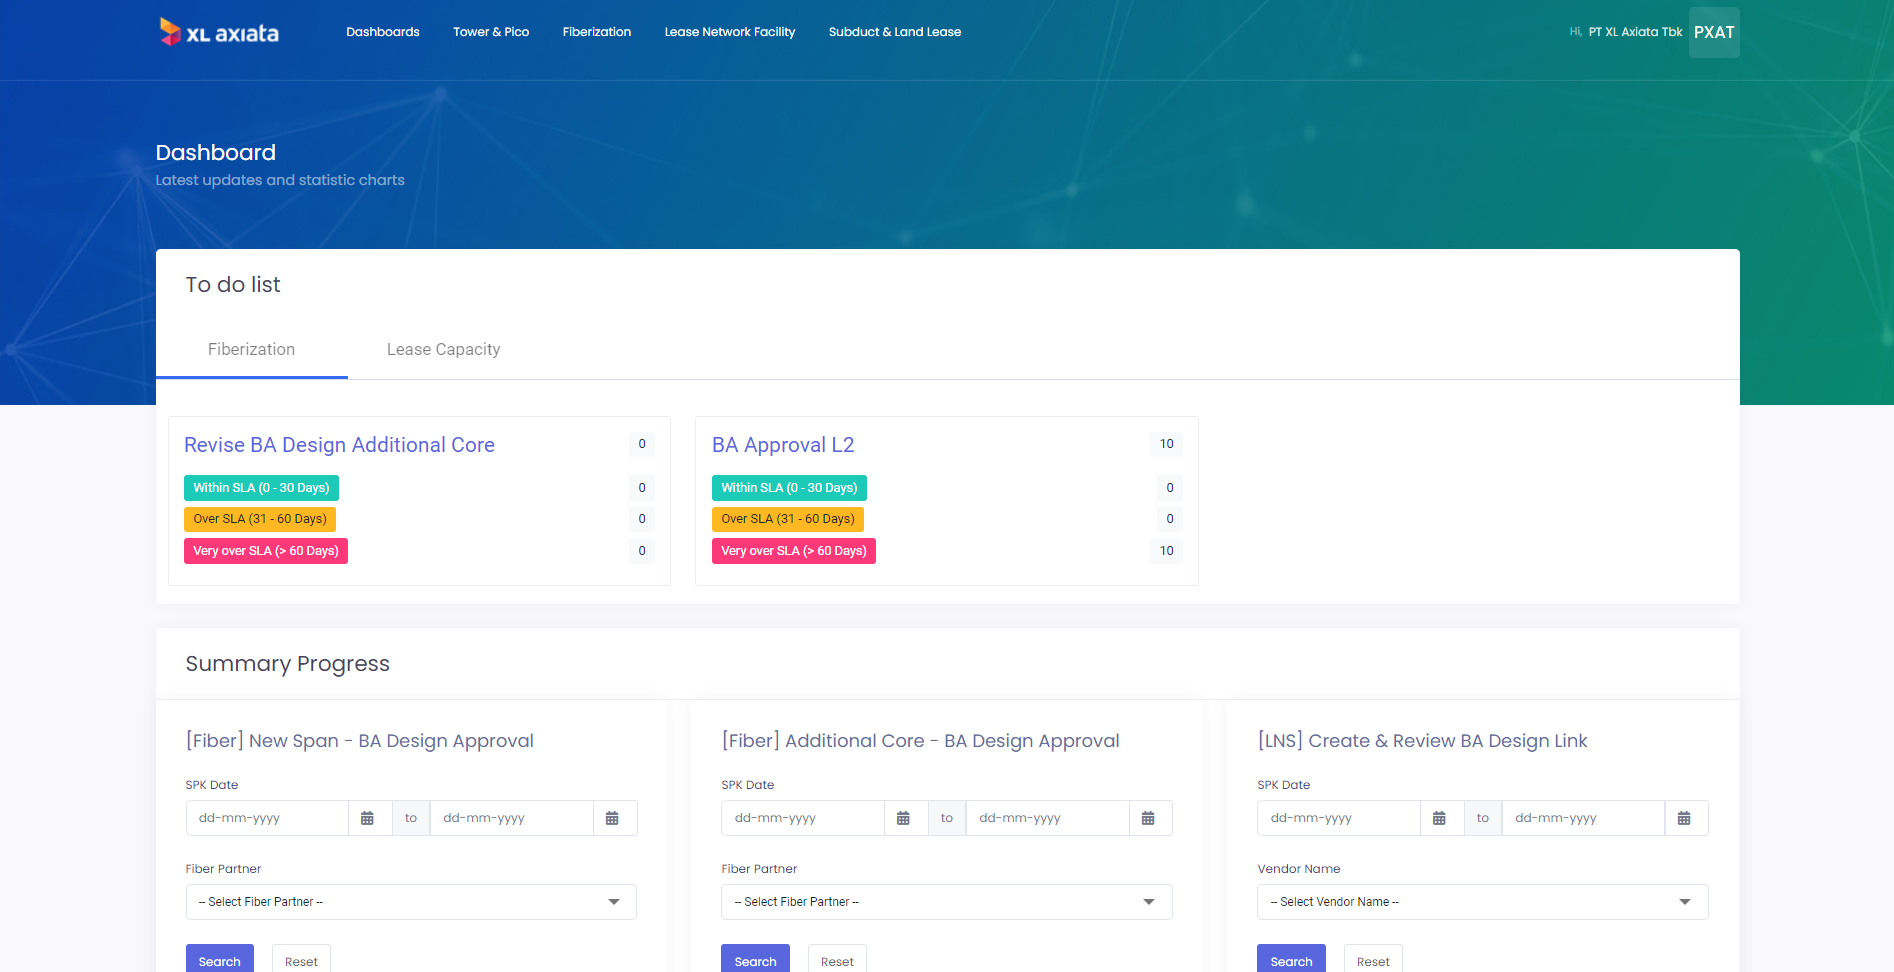 XL axiata
Dashboards Tower & Pico Fiberization Lease Network Facility Subduct & Land Lease
Hi, PT XL Axiata Tbk PXAT
Dashboard
Latest updates and statistic charts
To do list
Fiberization Lease Capacity
Revise BA Design Additional Core 0
Within SLA (0 - 30 Days) 0
Over SLA (31 - 60 Days) 0
Very over SLA (> 60 Days) 0
BA Approval L2 10
Within SLA (0 - 30 Days) 0
Over SLA (31 - 60 Days) 0
Very over SLA (> 60 Days) 10
Summary Progress
[Fiber] New Span - BA Design Approval
SPK Date
dd-mm-yyyy to dd-mm-yyyy
Fiber Partner
-- Select Fiber Partner --
Search Reset
[Fiber] Additional Core - BA Design Approval
SPK Date
dd-mm-yyyy to dd-mm-yyyy
Fiber Partner
-- Select Fiber Partner --
Search Reset
[LNS] Create & Review BA Design Link
SPK Date
dd-mm-yyyy to dd-mm-yyyy
Vendor Name
-- Select Vendor Name --
Search Reset